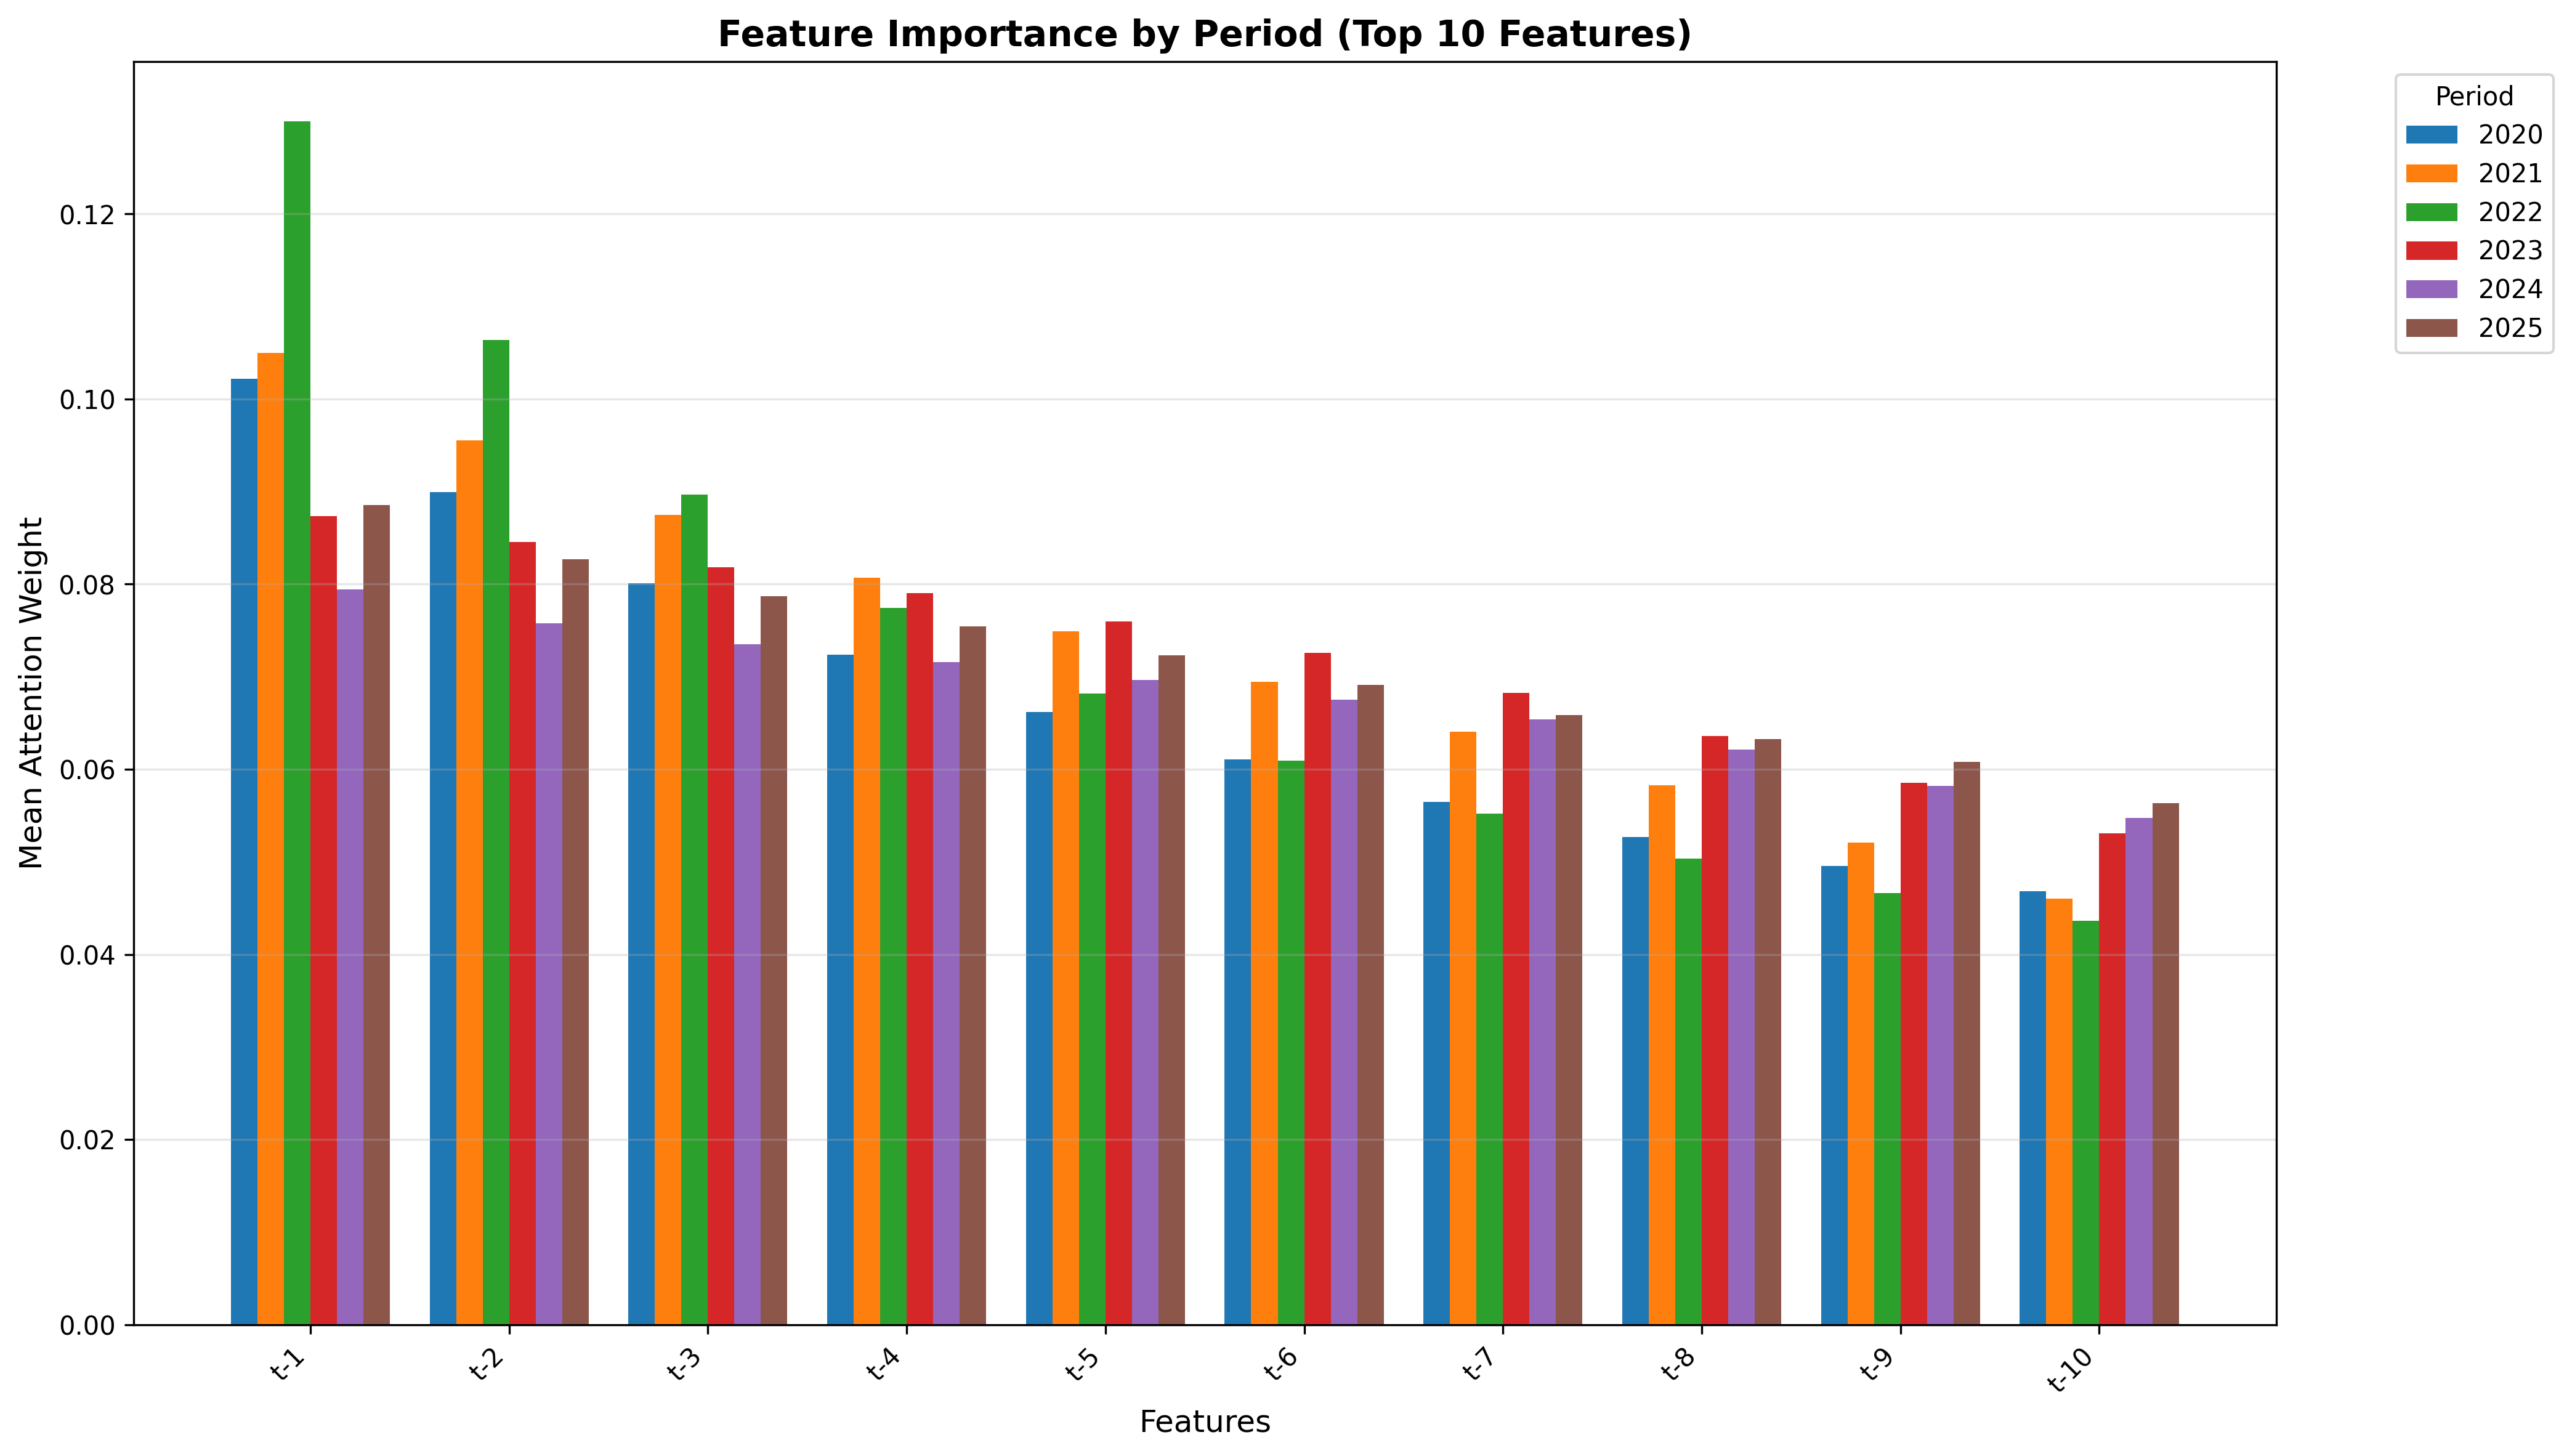 Feature Importance by Period (Top 10 Features)
Period
2020
2021
2022
2023
2024
2025
Mean Attention Weight
0.12
0.10
0.08
0.06
0.04
0.02
0.00
t-1
t-2
t-3
t-4
t-5
t-6
t-7
t-8
t-9
t-10
Features